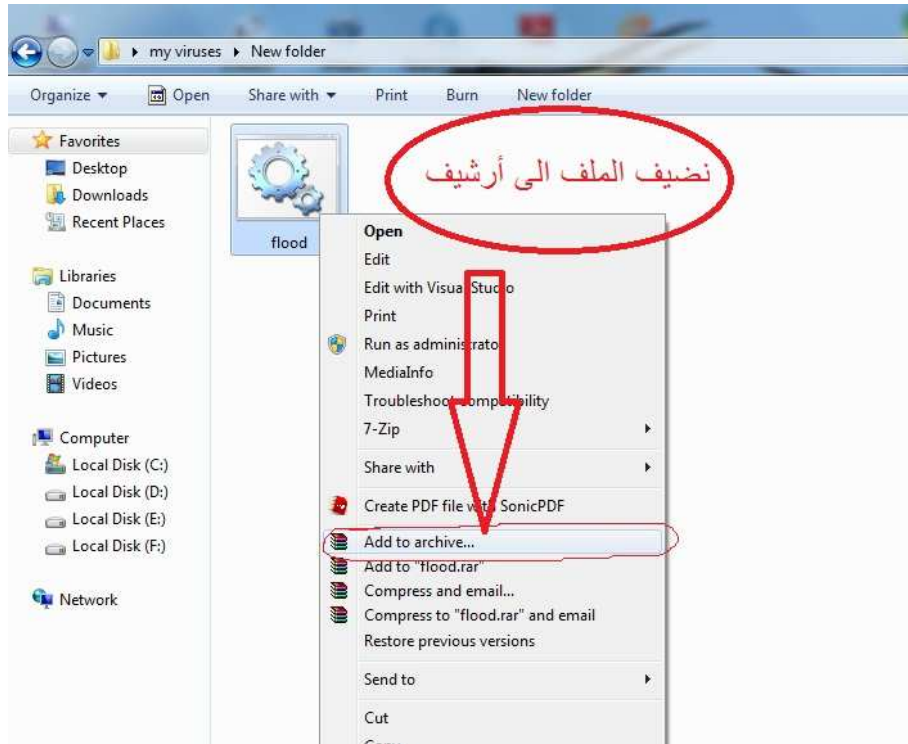 my viruses ▸ New folder
Organize ▾ Open Share with ▾ Print Burn New folder
Favorites
Desktop
Downloads
Recent Places
Libraries
Documents
Music
Pictures
Videos
Computer
Local Disk (C:)
Local Disk (D:)
Local Disk (E:)
Local Disk (F:)
Network
flood
نضيف الملف الى أرشيف
Open
Edit
Edit with Visual Studio
Print
Run as administrator
MediaInfo
Troubleshoot compatibility
7-Zip
Share with
Create PDF file with SonicPDF
Add to archive...
Add to "flood.rar"
Compress and email...
Compress to "flood.rar" and email
Restore previous versions
Send to
Cut